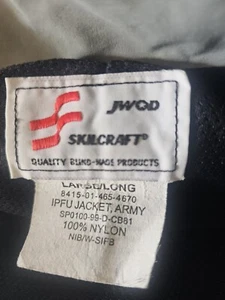 JWOD
SKILCRAFT®
QUALITY BLIND-MADE PRODUCTS
LARGE/LONG
8415-01-465-4670
IPFU JACKET, ARMY
SP0100-99-D-CB81
100% NYLON
NIB/W-SIFB